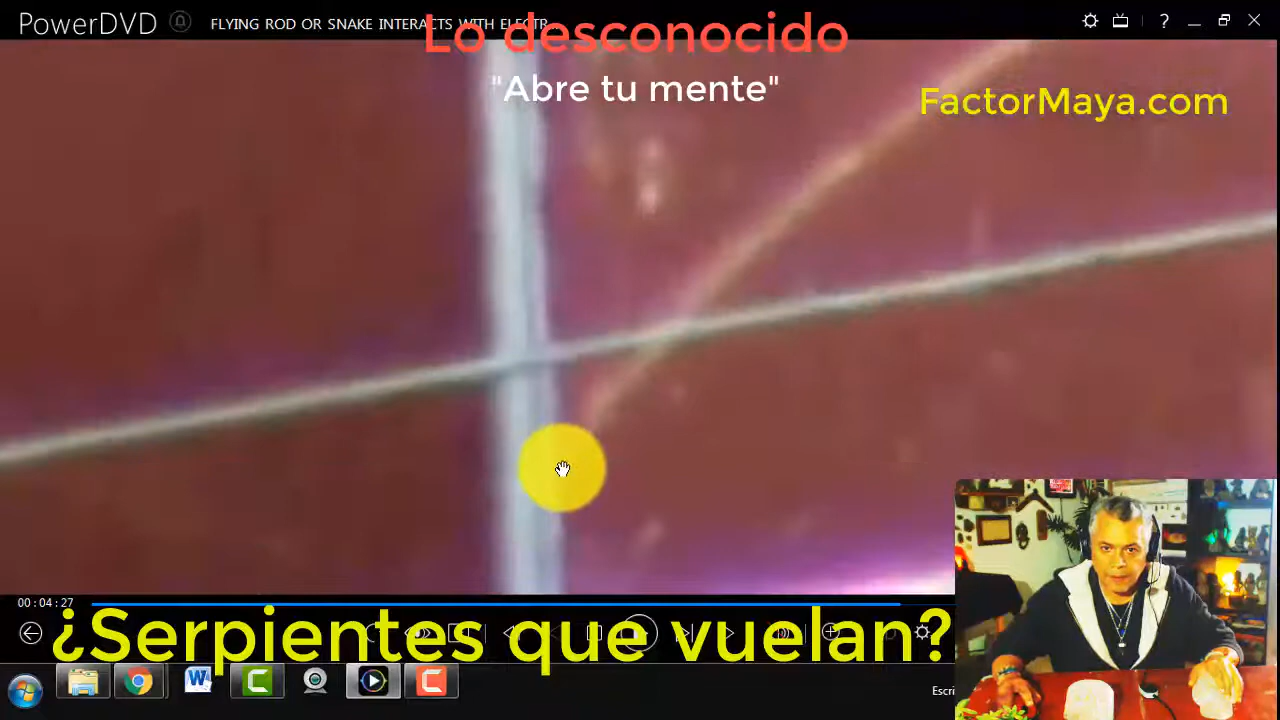 PowerDVD
FLYING ROD OR SNAKE INTERACTS WITH ELECTR
Lo desconocido
"Abre tu mente"
FactorMaya.com
00:04:27
¿Serpientes que vuelan?
Escri